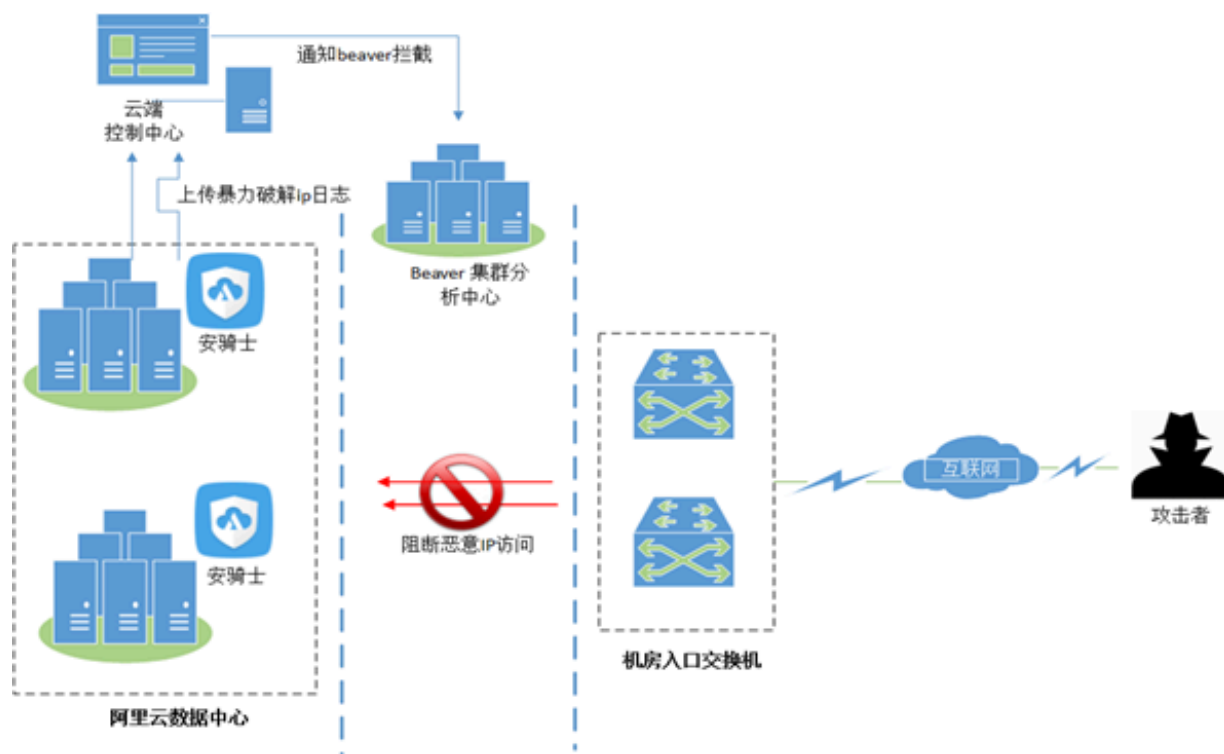 通知beaver拦截
云端
控制中心
上传暴力破解ip日志
Beaver 集群分
析中心
安骑士
互联网
攻击者
阻断恶意IP访问
安骑士
机房入口交换机
阿里云数据中心